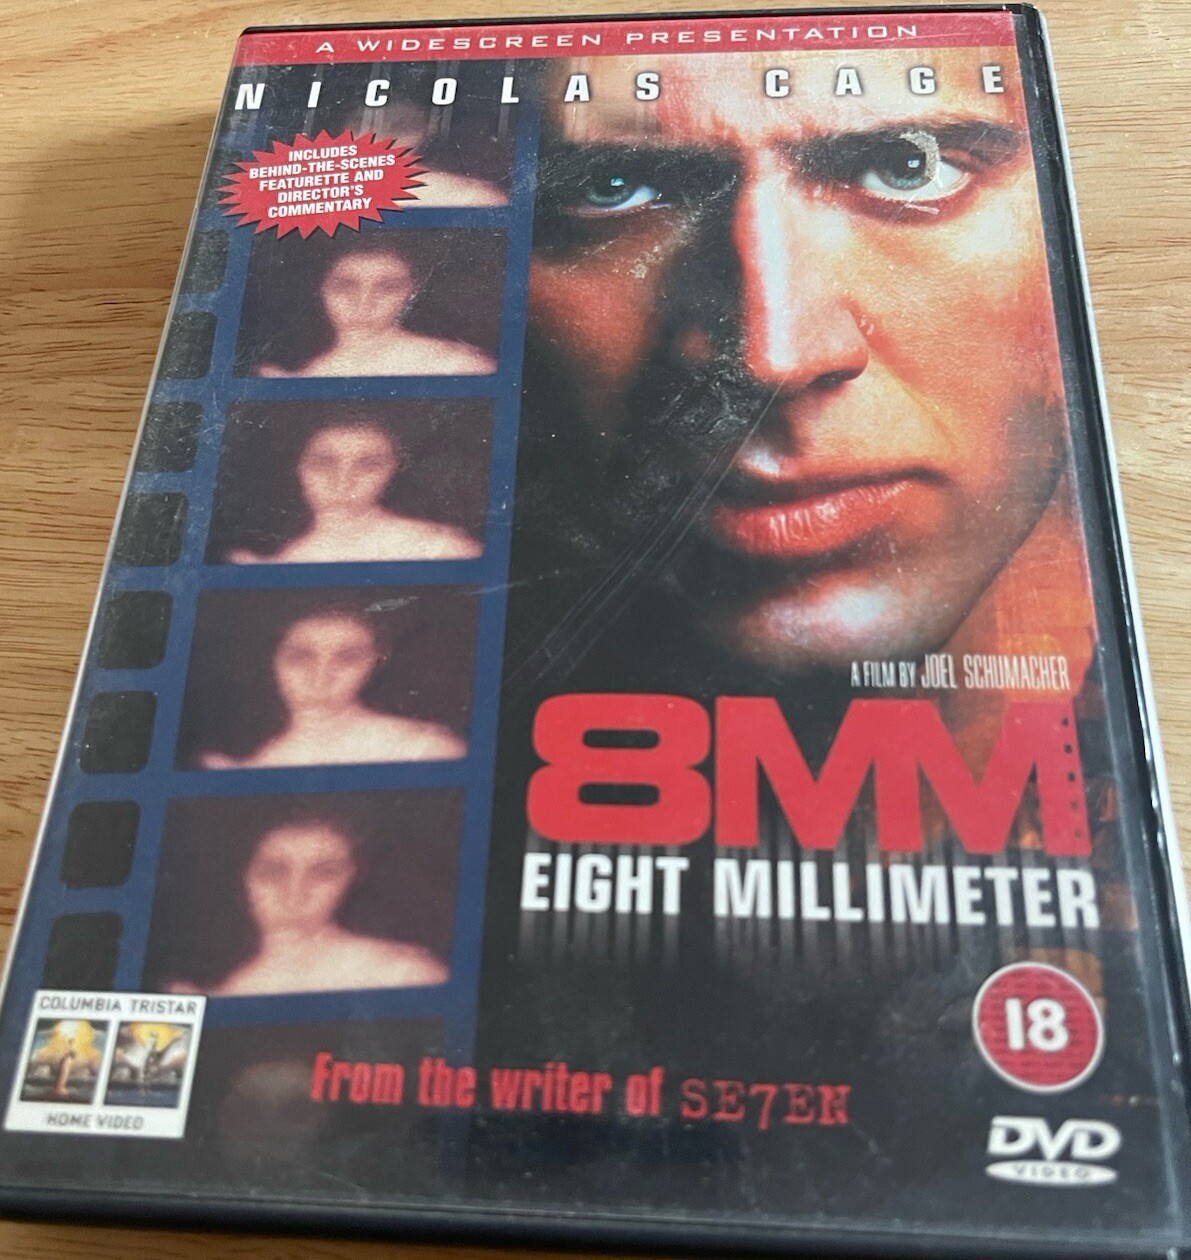 A WIDESCREEN PRESENTATION
NICOLAS CAGE
INCLUDES
BEHIND-THE-SCENES
FEATURETTE AND
DIRECTOR'S
COMMENTARY
A FILM BY JOEL SCHUMACHER
8MM
EIGHT MILLIMETER
COLUMBIA TRISTAR
HOME VIDEO
From the writer of SE7EN
18
DVD
VIDEO